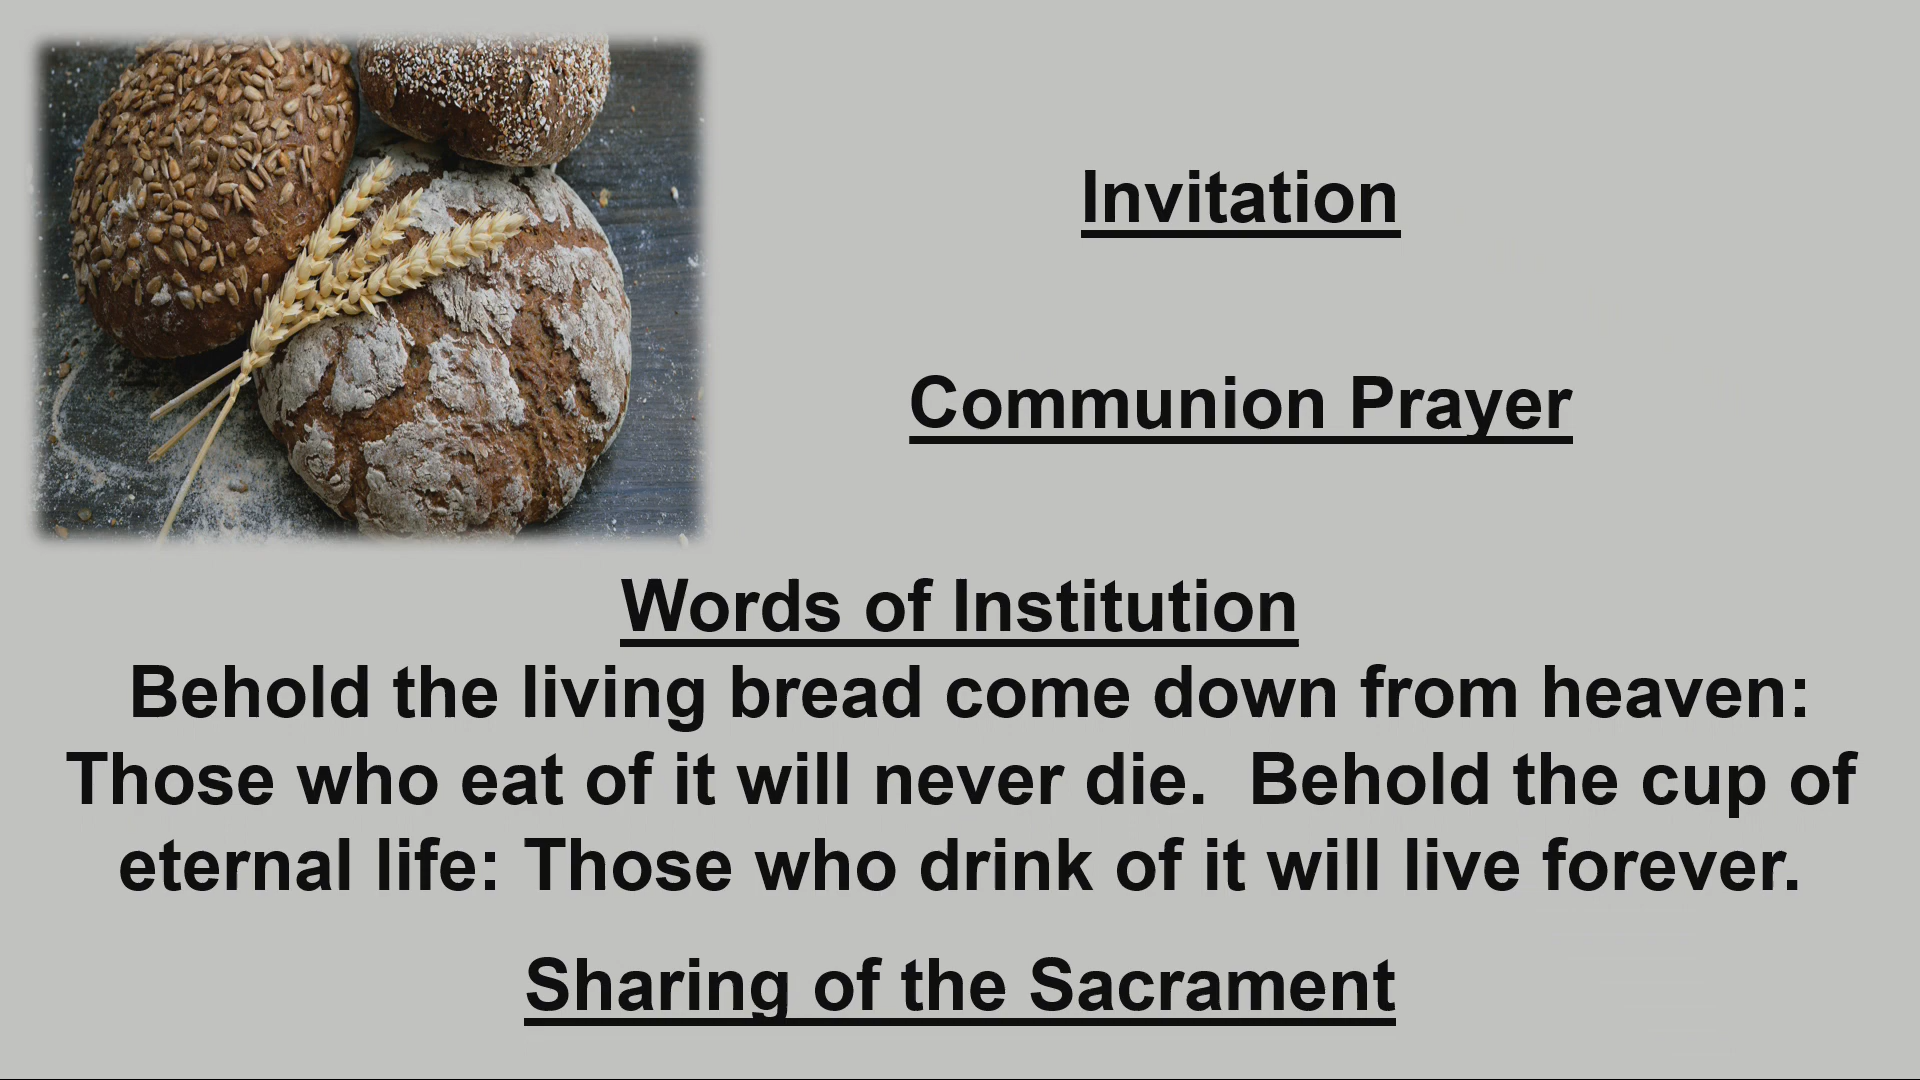 Invitation
Communion Prayer
Words of Institution
Behold the living bread come down from heaven:
Those who eat of it will never die.  Behold the cup of
eternal life: Those who drink of it will live forever.
Sharing of the Sacrament